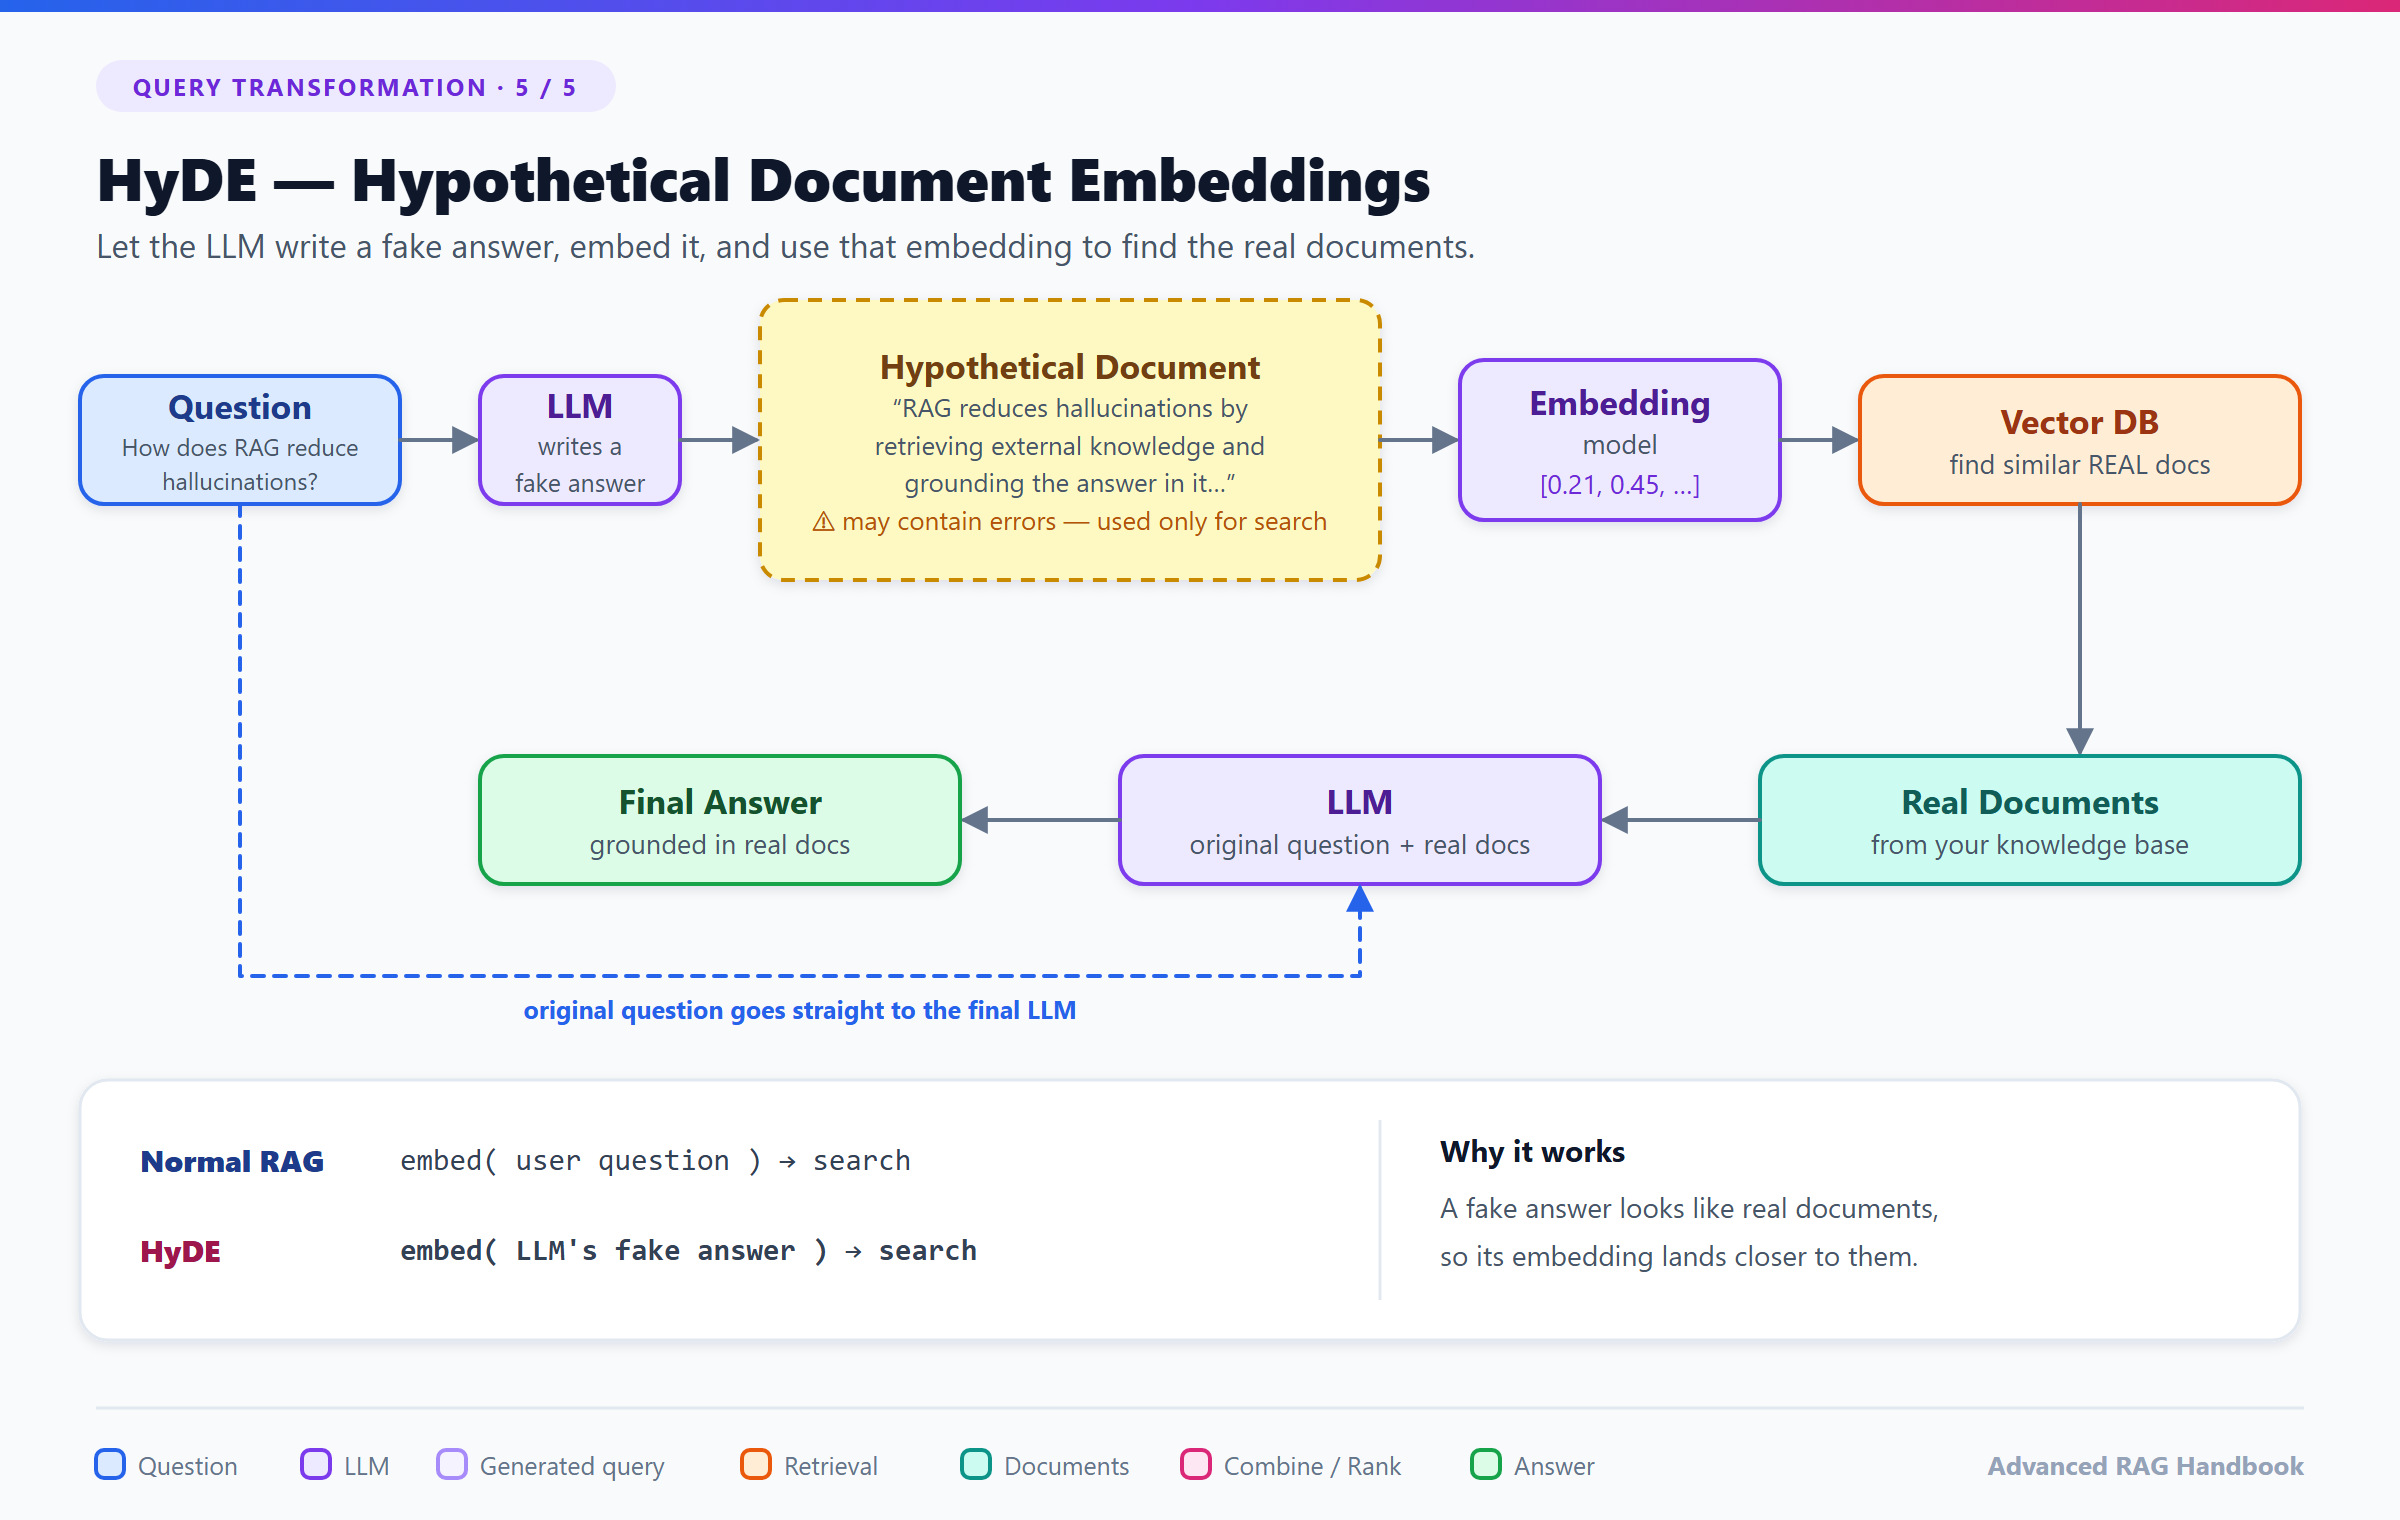 QUERY TRANSFORMATION · 5 / 5
HyDE — Hypothetical Document Embeddings
Let the LLM write a fake answer, embed it, and use that embedding to find the real documents.
Question
How does RAG reduce
hallucinations?
LLM
writes a
fake answer
Hypothetical Document
“RAG reduces hallucinations by
retrieving external knowledge and
grounding the answer in it…”
⚠ may contain errors — used only for search
Embedding
model
[0.21, 0.45, …]
Vector DB
find similar REAL docs
Final Answer
grounded in real docs
LLM
original question + real docs
Real Documents
from your knowledge base
original question goes straight to the final LLM
Normal RAG
embed( user question ) → search
HyDE
embed( LLM's fake answer ) → search
Why it works
A fake answer looks like real documents,
so its embedding lands closer to them.
Question
LLM
Generated query
Retrieval
Documents
Combine / Rank
Answer
Advanced RAG Handbook